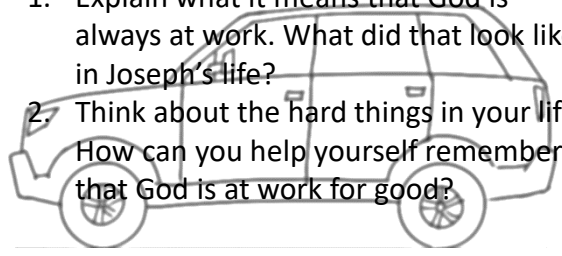 1. Explain what it means that God is
always at work. What did that look lik
in Joseph's life?
2. Think about the hard things in your lif
How can you help yourself remember
that God is at work for good?